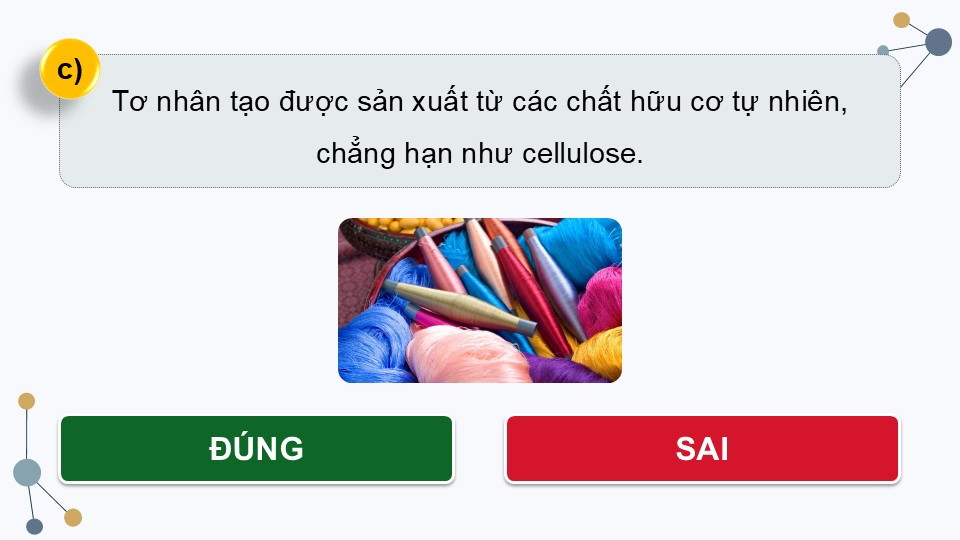 c)
Tơ nhân tạo được sản xuất từ các chất hữu cơ tự nhiên,
chẳng hạn như cellulose.
ĐÚNG
SAI